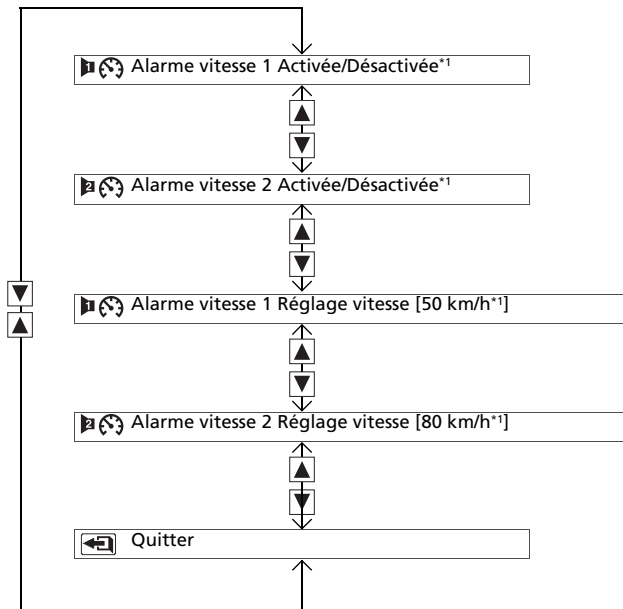 Alarme vitesse 1 Activée/Désactivée*1
Alarme vitesse 2 Activée/Désactivée*1
Alarme vitesse 1 Réglage vitesse [50 km/h*1]
Alarme vitesse 2 Réglage vitesse [80 km/h*1]
Quitter